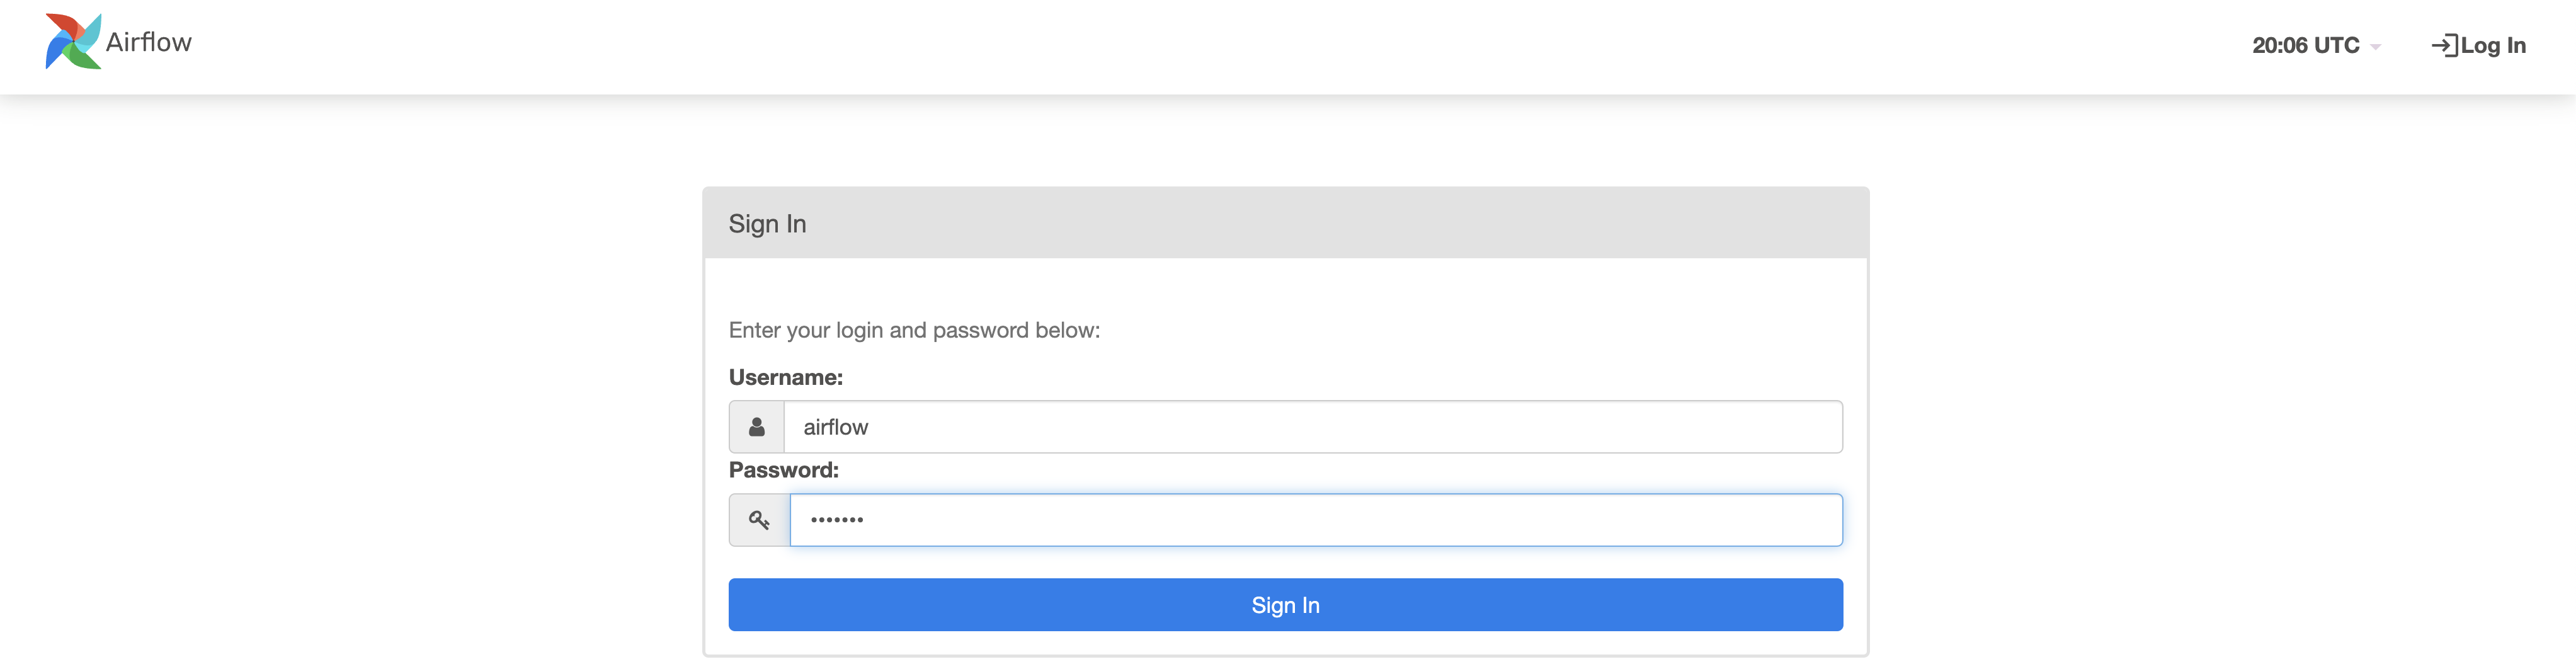 Airflow
20:06 UTC
Log In
Sign In
Enter your login and password below:
Username:
airflow
Password:
•••••••
Sign In